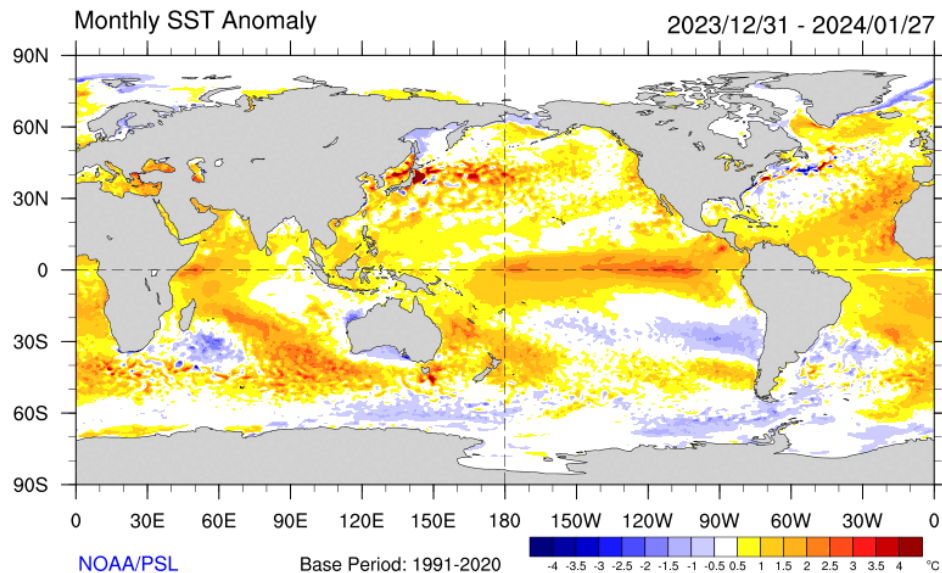 Monthly SST Anomaly 2023/12/31 - 2024/01/27
90N
60N
30N
0
30S
60S
90S
0 30E 60E 90E 120E 150E 180 150W 120W 90W 60W 30W 0
NOAA/PSL Base Period: 1991-2020
-4 -3.5 -3 -2.5 -2 -1.5 -1 -0.5 0.5 1 1.5 2 2.5 3 3.5 4 °C